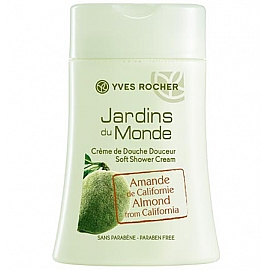 YVES ROCHER
Jardins
du Monde
Crème de Douche Douceur
Soft Shower Cream
Amande
de Californie
Almond
from California
SANS PARABÈNE - PARABEN FREE